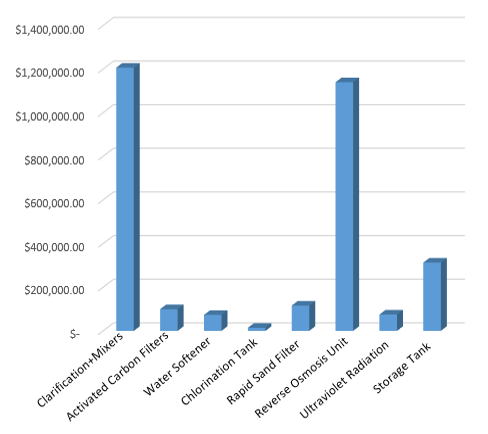 $1,400,000.00
$1,200,000.00
$1,000,000.00
$800,000.00
$600,000.00
$400,000.00
$200,000.00
$-
Clarification+Mixers
Activated Carbon Filters
Water Softener
Chlorination Tank
Rapid Sand Filter
Reverse Osmosis Unit
Ultraviolet Radiation
Storage Tank